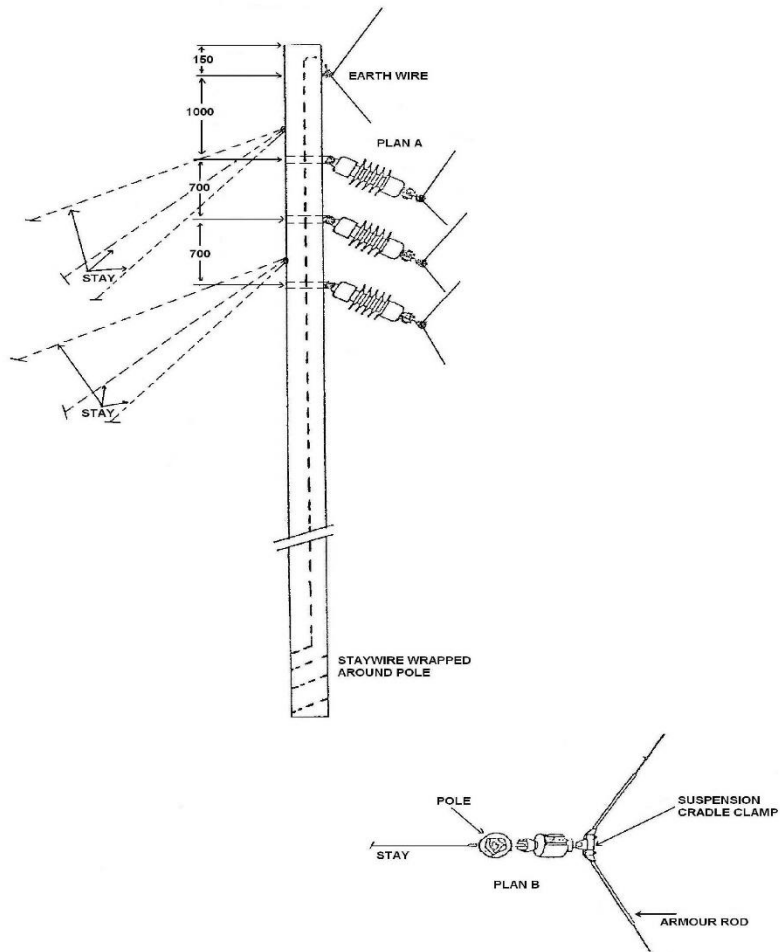 150
EARTH WIRE
1000
PLAN A
700
700
STAY
STAY
STAYWIRE WRAPPED
AROUND POLE
POLE
SUSPENSION
CRADLE CLAMP
STAY
PLAN B
ARMOUR ROD